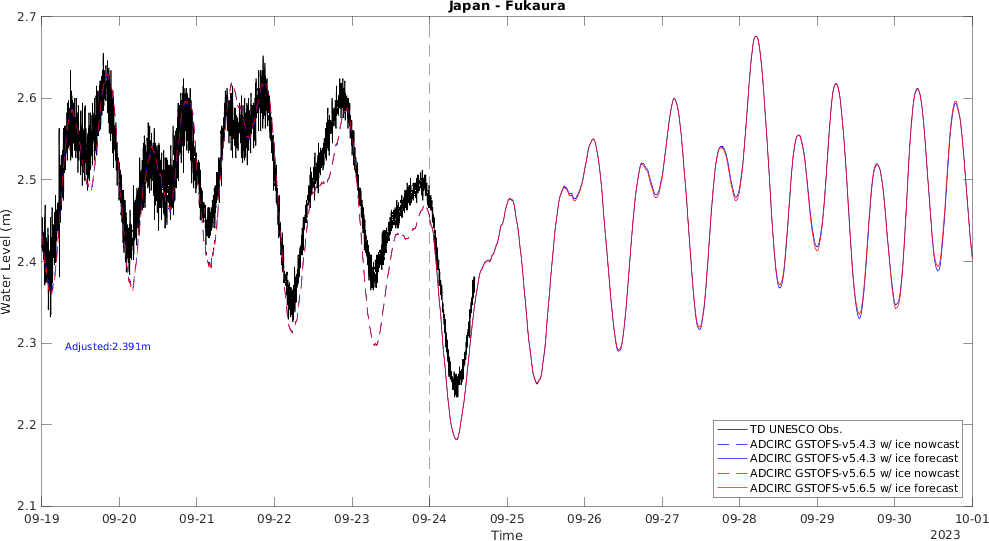 Japan - Fukaura
2.7
2.6
2.5
2.4
2.3
2.2
2.1
Water Level (m)
Adjusted:2.391m
TD UNESCO Obs.
ADCIRC GSTOFS-v5.4.3 w/ ice nowcast
ADCIRC GSTOFS-v5.4.3 w/ ice forecast
ADCIRC GSTOFS-v5.6.5 w/ ice nowcast
ADCIRC GSTOFS-v5.6.5 w/ ice forecast
09-19 09-20 09-21 09-22 09-23 09-24 09-25 09-26 09-27 09-28 09-29 09-30 10-01
Time
2023